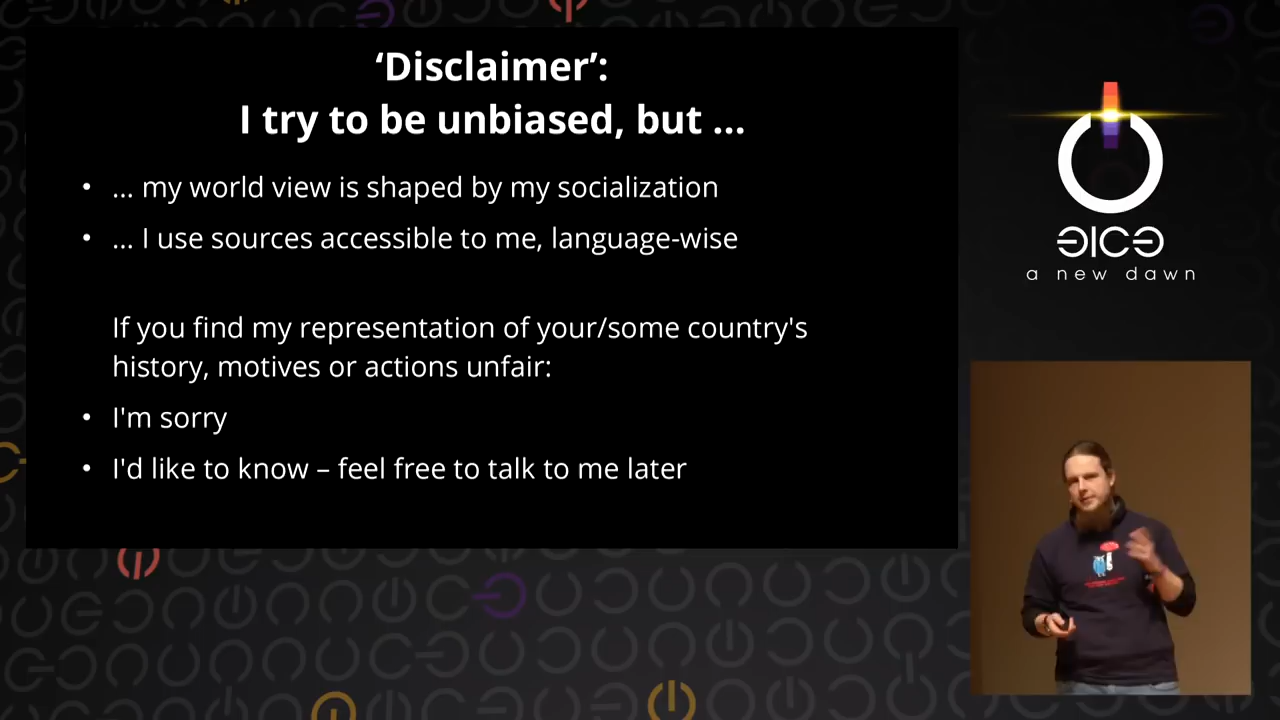 ‘Disclaimer’:
I try to be unbiased, but ...
• ... my world view is shaped by my socialization
• ... I use sources accessible to me, language-wise
If you find my representation of your/some country's
history, motives or actions unfair:
• I'm sorry
• I'd like to know – feel free to talk to me later
a new dawn